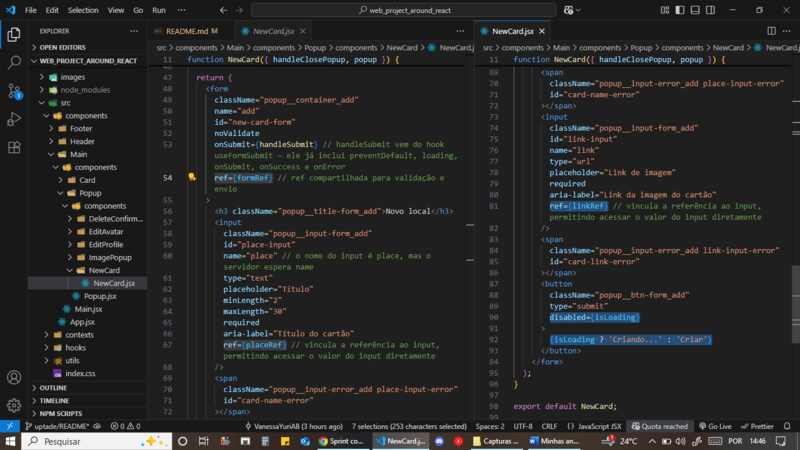 File Edit Selection View Go Run ···
web_project_around_react
EXPLORER ···
OPEN EDITORS
WEB_PROJECT_AROUND_REACT
images
node_modules
src
components
Footer
Header
Main
components
Card
Popup
components
DeleteConfirm...
EditAvatar
EditProfile
ImagePopup
NewCard
NewCard.jsx
Popup.jsx
Main.jsx
App.jsx
contexts
hooks
utils
index.css
OUTLINE
TIMELINE
NPM SCRIPTS
README.md M NewCard.jsx ···
src > components > Main > components > Popup > components > NewCard > NewCard.js
11 function NewCard({ handleClosePopup, popup }) {
46
47 return (
48 <form
49 className="popup__container_add"
50 name="add"
51 id="new-card-form"
52 noValidate
53 onSubmit={handleSubmit} // handleSubmit vem do hook
useFormSubmit — ele já inclui preventDefault, loading,
onSubmit, onSuccess e onError
54 ref={formRef} // ref compartilhada para validação e
envio
55 >
56 <h3 className="popup__title-form_add">Novo local</h3>
57 <input
58 className="popup__input-form_add"
59 id="place-input"
60 name="place" // o nome do input é place, mas o
servidor espera name
61 type="text"
62 placeholder="Título"
63 minLength="2"
64 maxLength="30"
65 required
66 aria-label="Título do cartão"
67 ref={placeRef} // vincula a referência ao input,
permitindo acessar o valor do input diretamente
68 />
69 <span
70 className="popup__input-error_add place-input-error"
71 id="card-name-error"
72 ></span>
NewCard.jsx ···
src > components > Main > components > Popup > components > NewCard > NewCard.js
11 function NewCard({ handleClosePopup, popup }) {
69 <span
70 className="popup__input-error_add place-input-error"
71 id="card-name-error"
72 ></span>
73 <input
74 className="popup__input-form_add"
75 id="link-input"
76 name="link"
77 type="url"
78 placeholder="Link de imagem"
79 required
80 aria-label="Link da imagem do cartão"
81 ref={linkRef} // vincula a referência ao input,
permitindo acessar o valor do input diretamente
82 />
83 <span
84 className="popup__input-error_add link-input-error"
85 id="card-link-error"
86 ></span>
87 <button
88 className="popup__btn-form_add"
89 type="submit"
90 disabled={isLoading}
91 >
92 {isLoading ? 'Criando...' : 'Criar'}
93 </button>
94 </form>
95 );
96 }
97
98 export default NewCard;
uptade/README* 0 0 VanessaYuriAB (3 hours ago) 7 selections (253 characters selected) Spaces: 2 UTF-8 CRLF {} JavaScript JSX Quota reached Go Live Prettier
Pesquisar Sprint co... NewCard.j... Capturas ... Minhas an... 24°C POR 14:46